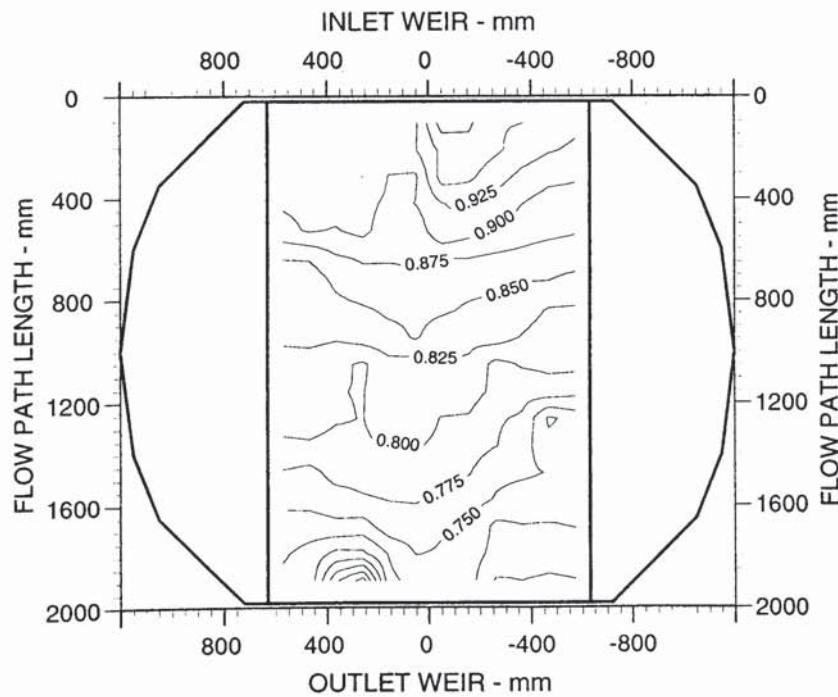 INLET WEIR - mm
800 400 0 -400 -800
0 0
0.925
400 400
0.900
0.875
0.850
800 800
0.825
FLOW PATH LENGTH - mm
FLOW PATH LENGTH - mm
1200 1200
0.800
0.775
1600 0.750 1600
2000 2000
800 400 0 -400 -800
OUTLET WEIR - mm